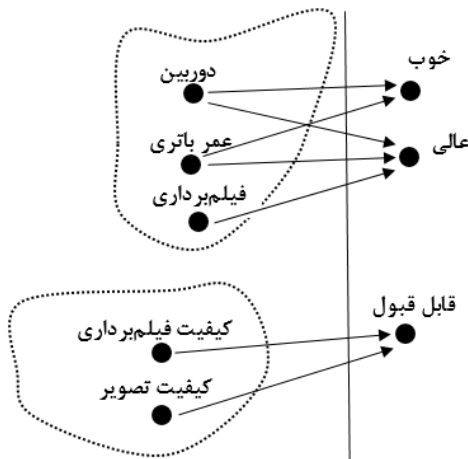 خوب
دوربین
عالی
عمر باتری
فیلم‌برداری
قابل قبول
کیفیت فیلم‌برداری
کیفیت تصویر